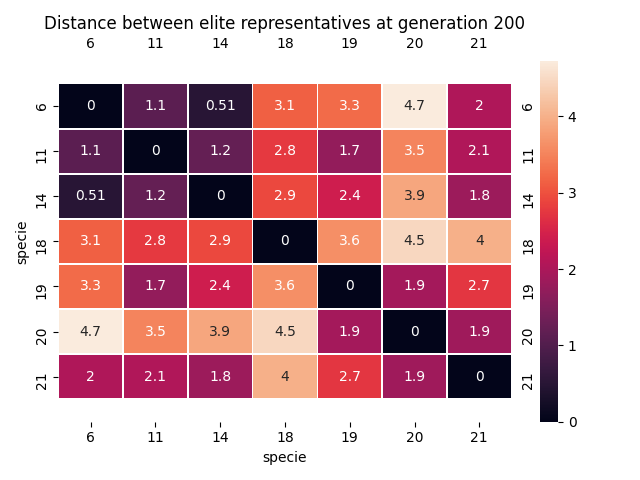 Distance between elite representatives at generation 200
6 11 14 18 19 20 21
6 0 1.1 0.51 3.1 3.3 4.7 2 6
11 1.1 0 1.2 2.8 1.7 3.5 2.1 11
14 0.51 1.2 0 2.9 2.4 3.9 1.8 14
18 3.1 2.8 2.9 0 3.6 4.5 4 18
19 3.3 1.7 2.4 3.6 0 1.9 2.7 19
20 4.7 3.5 3.9 4.5 1.9 0 1.9 20
21 2 2.1 1.8 4 2.7 1.9 0 21
specie
6 11 14 18 19 20 21
specie
4
3
2
1
0